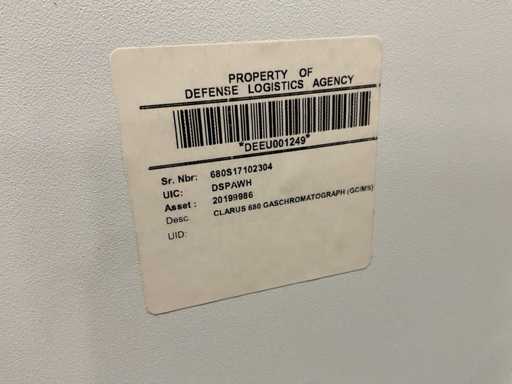 PROPERTY OF
DEFENSE LOGISTICS AGENCY
*DEEU001249*
Sr. Nbr: 680S17102304
UIC: DSPAWH
Asset : 20199986
Desc CLARUS 680 GASCHROMATOGRAPH (GC/MS)
UID: